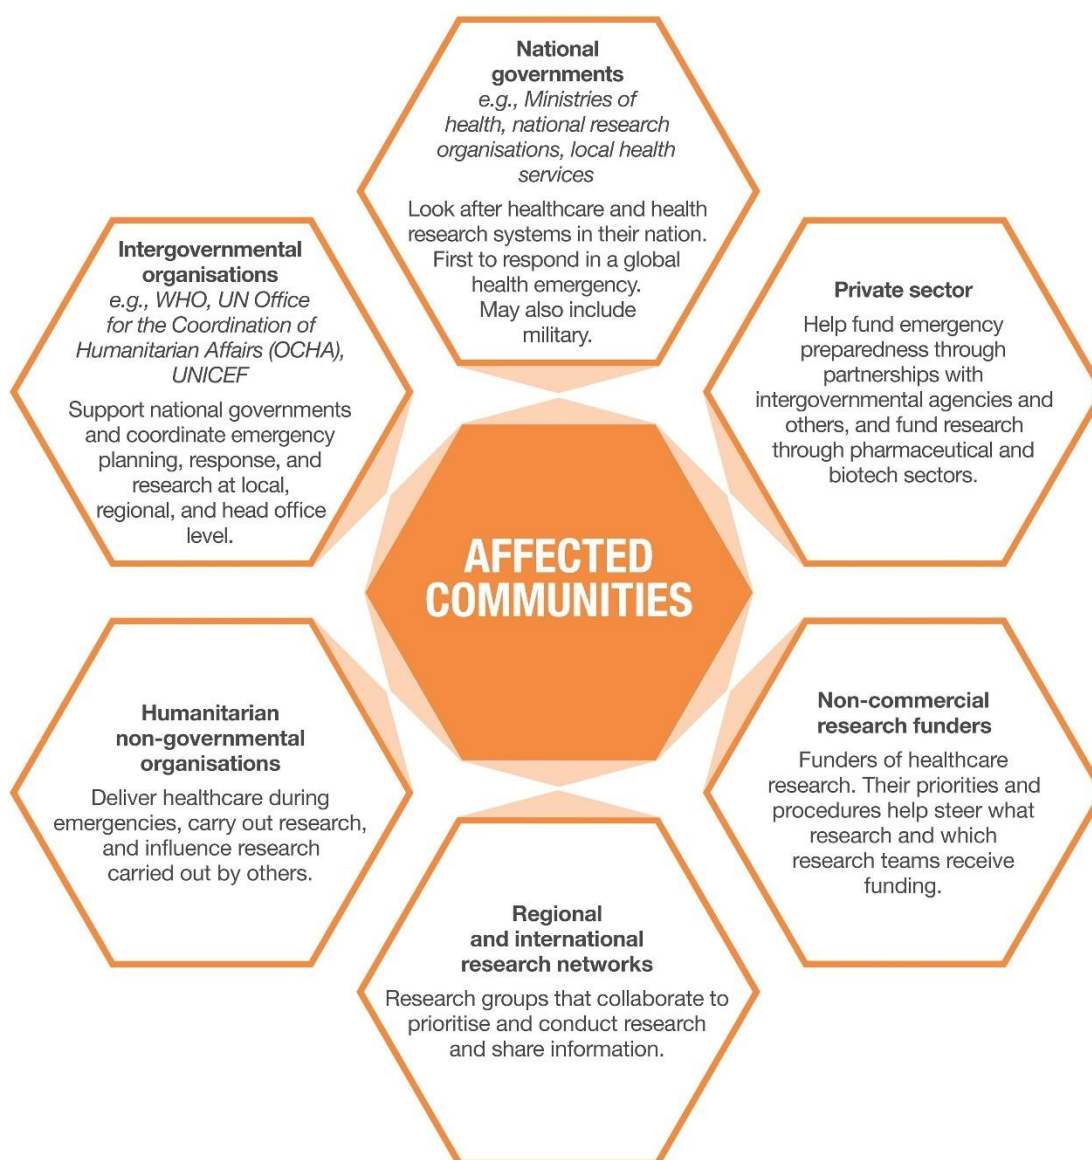 National
governments
e.g., Ministries of
health, national research
organisations, local health
services
Look after healthcare and health
research systems in their nation.
First to respond in a global
health emergency.
May also include
military.
Intergovernmental
organisations
e.g., WHO, UN Office
for the Coordination of
Humanitarian Affairs (OCHA),
UNICEF
Support national governments
and coordinate emergency
planning, response, and
research at local,
regional, and head office
level.
Private sector
Help fund emergency
preparedness through
partnerships with
intergovernmental agencies and
others, and fund research
through pharmaceutical and
biotech sectors.
AFFECTED
COMMUNITIES
Humanitarian
non-governmental
organisations
Deliver healthcare during
emergencies, carry out research,
and influence research
carried out by others.
Non-commercial
research funders
Funders of healthcare
research. Their priorities and
procedures help steer what
research and which
research teams receive
funding.
Regional
and international
research networks
Research groups that collaborate to
prioritise and conduct research
and share information.